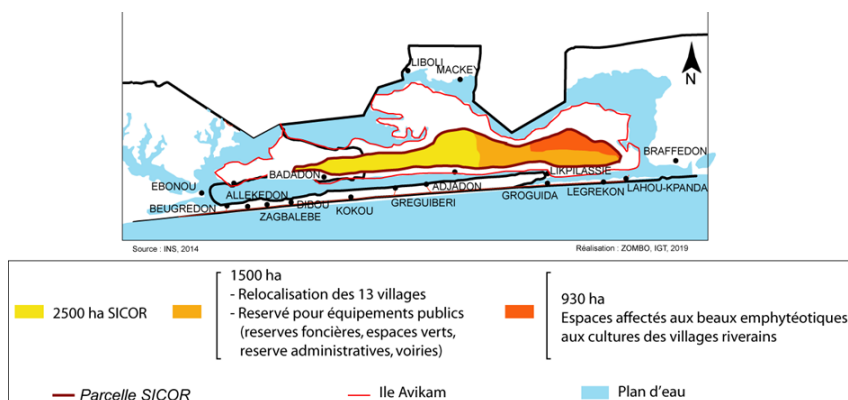 LIBOLI
MACKEY
N
BRAFFEDON
LIKPILASSIE
BADADON
EBONOU
ALLEKEDON
ADJADON
LAHOU-KPANDA
BEUGREDON
DIBOU
GREGUIBERI
GROGUIDA
LEGREKON
ZAGBALEBE
KOKOU
Source : INS, 2014
Réalisation : ZOMBO, IGT, 2019
2500 ha SICOR
1500 ha
- Relocalisation des 13 villages
- Reservé pour équipements publics
(reserves foncières, espaces verts,
reserve administratives, voiries)
930 ha
Espaces affectés aux beaux emphytéotiques
aux cultures des villages riverains
Parcelle SICOR
Ile Avikam
Plan d'eau